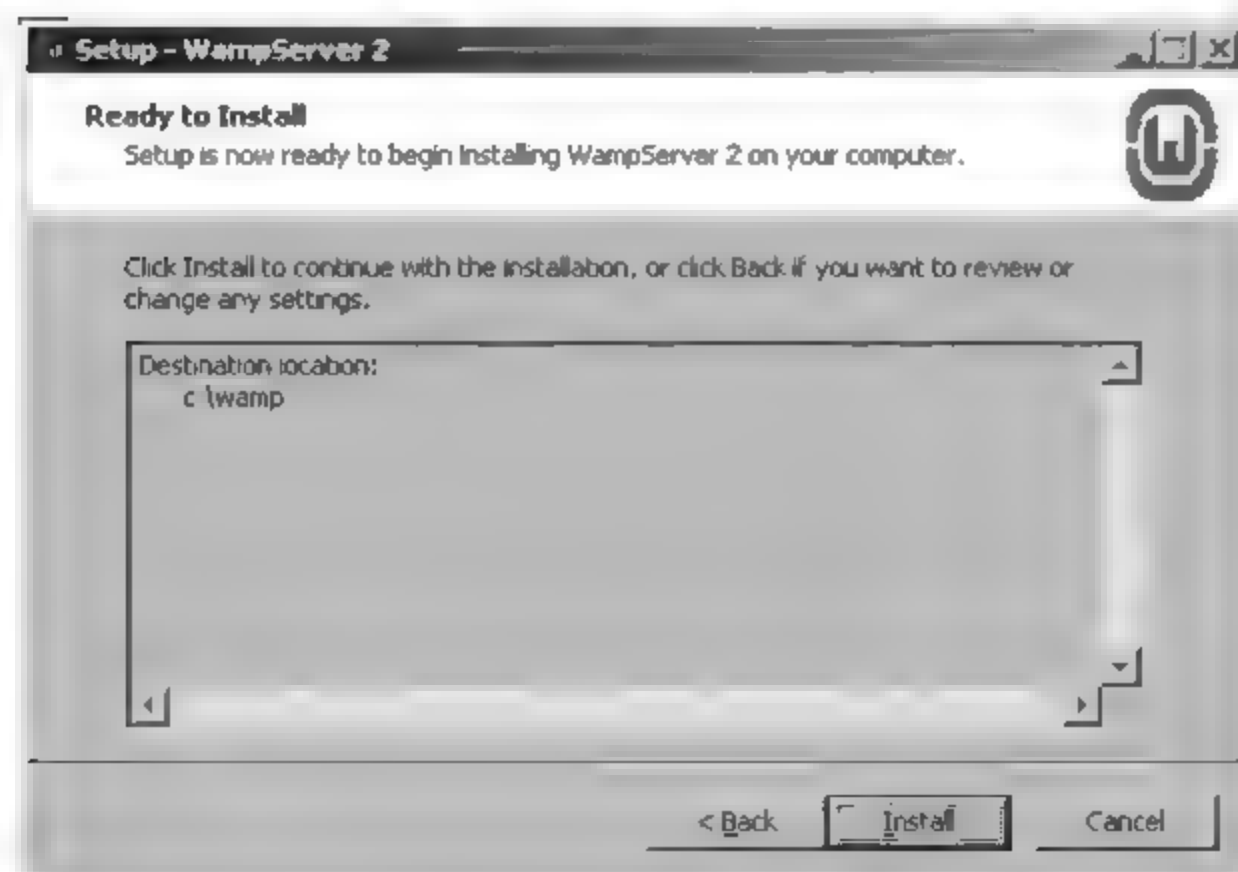 Setup - WampServer 2
Ready to Install
Setup is now ready to begin installing WampServer 2 on your computer.
Click Install to continue with the installation, or click Back if you want to review or
change any settings.
Destination location:
c:\wamp
< Back
Install
Cancel